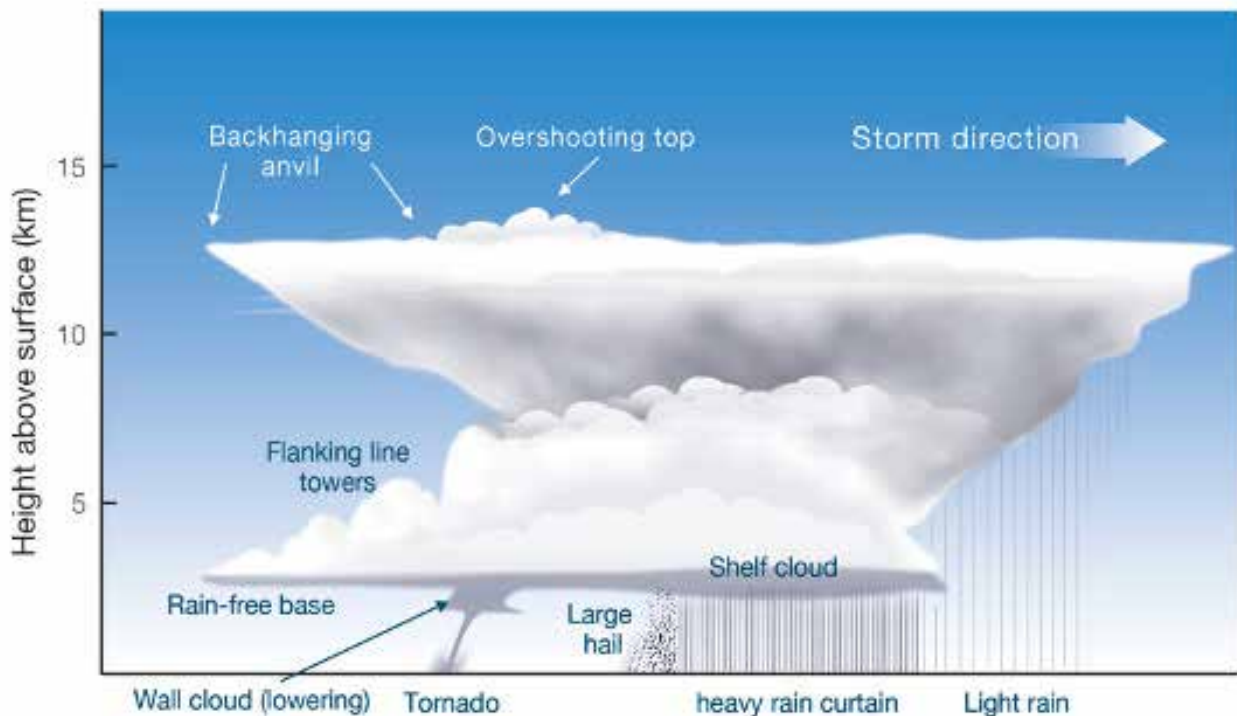 Backhanging
anvil
Overshooting top
Storm direction
Height above surface (km)
15
10
5
Flanking line
towers
Shelf cloud
Rain-free base
Large
hail
Wall cloud (lowering)
Tornado
heavy rain curtain
Light rain